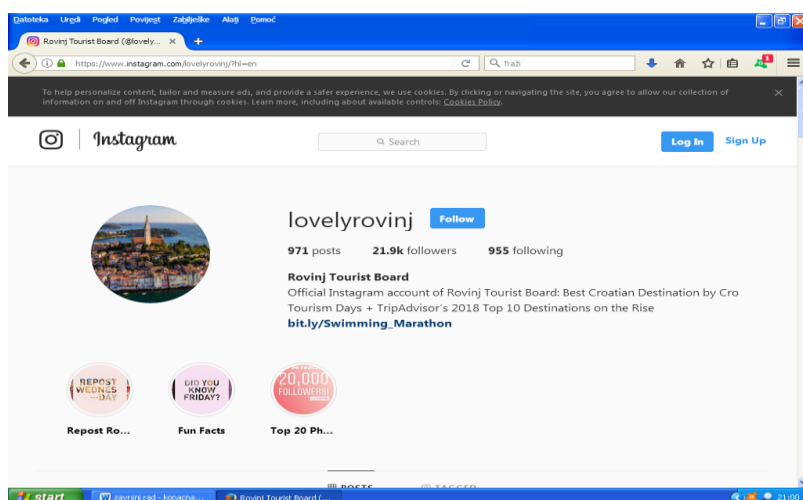 Datoteka Uredi Pogled Povijest Zabilješke Alati Pomoć
Rovinj Tourist Board (@lovely...
https://www.instagram.com/lovelyrovinj/?hl=en
Traži
To help personalize content, tailor and measure ads, and provide a safer experience, we use cookies. By clicking or navigating the site, you agree to allow our collection of
information on and off Instagram through cookies. Learn more, including about available controls: Cookies Policy.
Instagram
Search
Log In Sign Up
lovelyrovinj Follow
971 posts 21.9k followers 955 following
Rovinj Tourist Board
Official Instagram account of Rovinj Tourist Board: Best Croatian Destination by Cro
Tourism Days + TripAdvisor's 2018 Top 10 Destinations on the Rise
bit.ly/Swimming_Marathon
REPOST
WEDNES
—DAY
DID YOU
KNOW
FRIDAY?
20,000
FOLLOWERS!
Repost Ro... Fun Facts Top 20 Ph...
POSTS TAGGED
start zavrsni rad - konacna... Rovinj Tourist Board (... 21:00